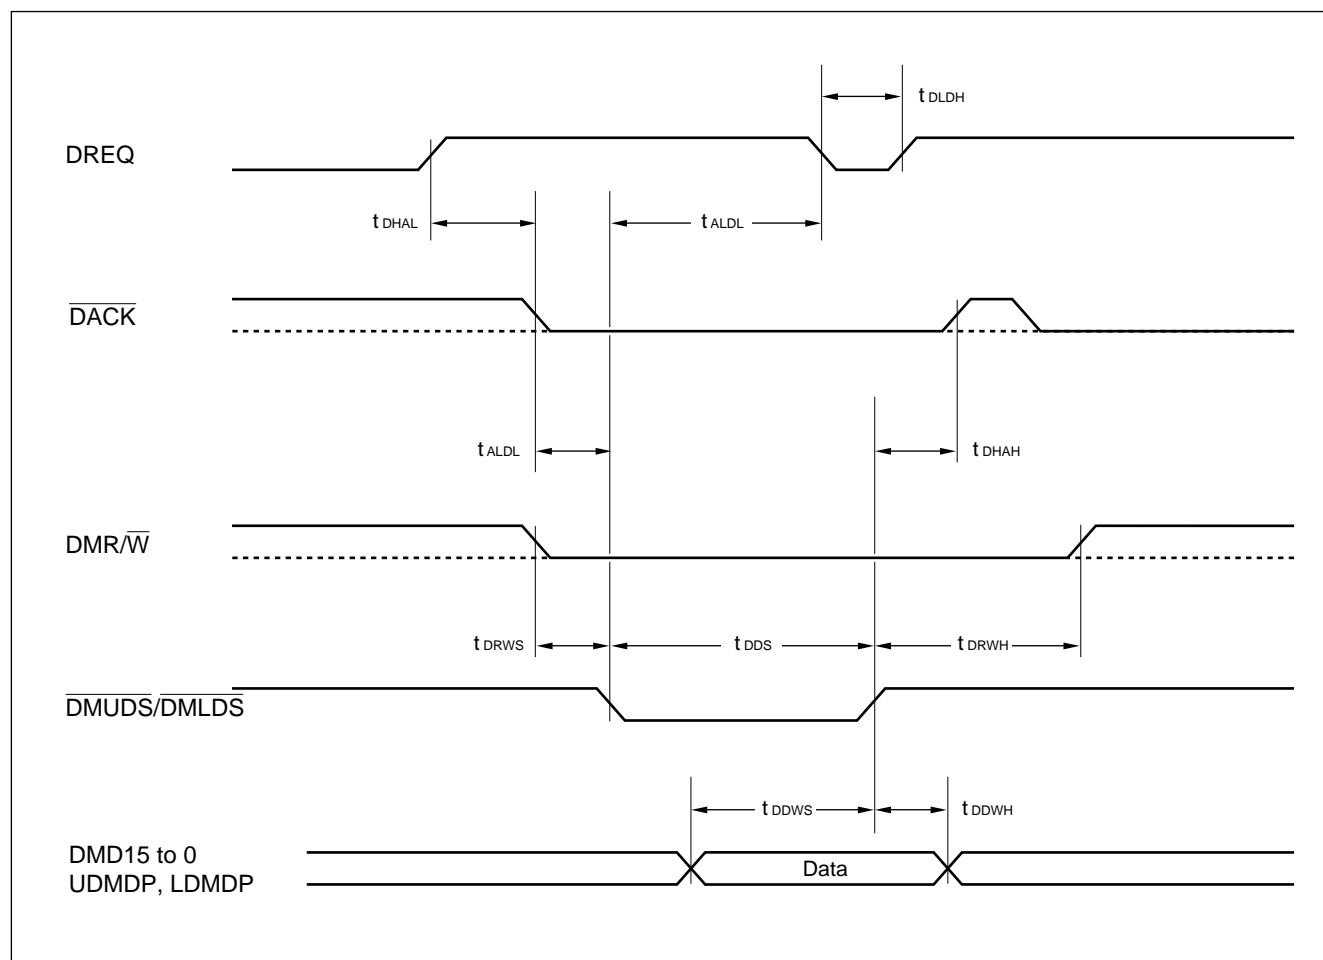 t DLDH
DREQ
t DHAL
t ALDL
DACK
t ALDL
t DHAH
DMR/W
t DRWS
t DDS
t DRWH
DMUDS/DMLDS
t DDWS
t DDWH
DMD15 to 0
Data
UDMDP, LDMDP